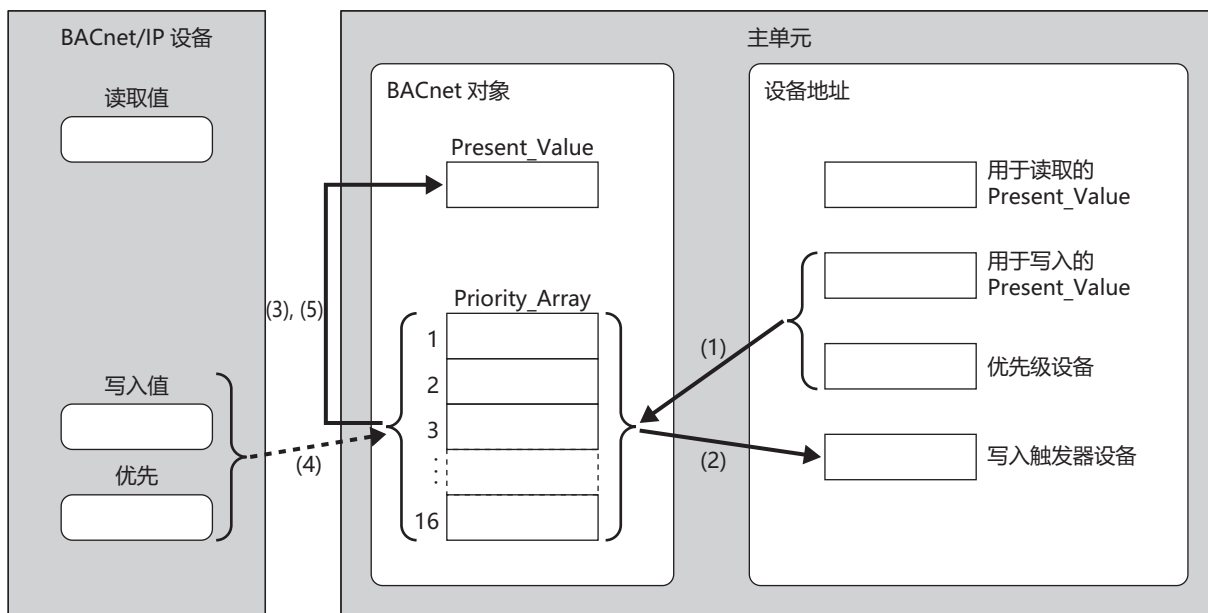 BACnet/IP 设备
读取值
写入值
优先
(3), (5)
(4)
主单元
BACnet 对象
Present_Value
Priority_Array
1
2
3
⋮
16
(1)
(2)
设备地址
用于读取的
Present_Value
用于写入的
Present_Value
优先级设备
写入触发器设备